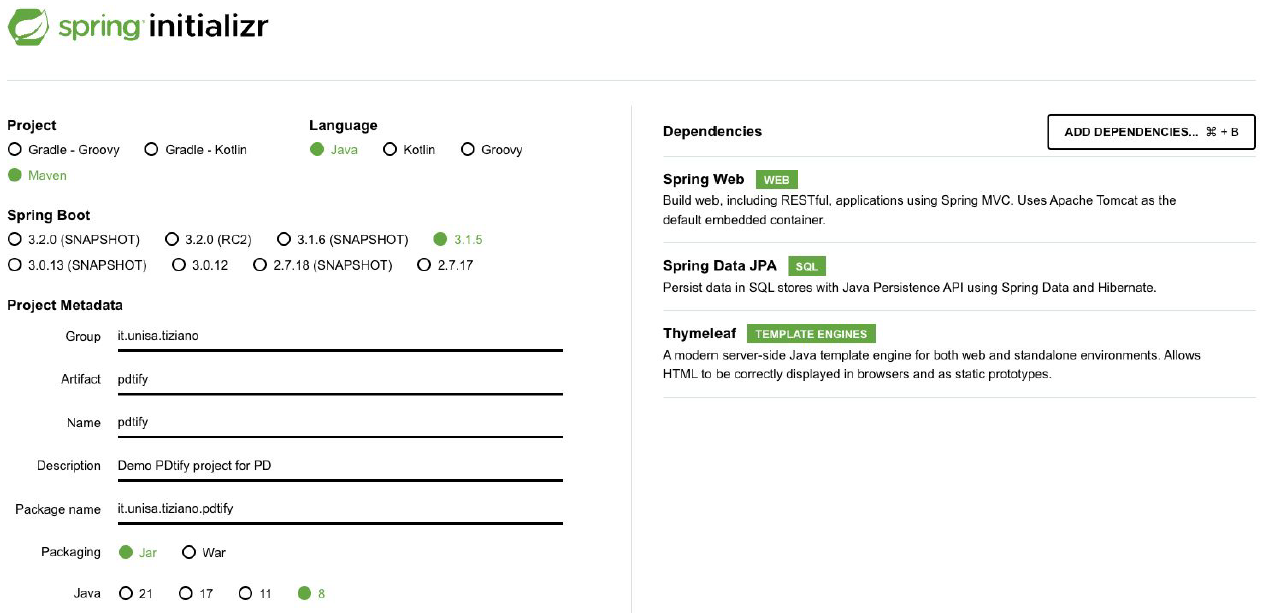 spring initializr
Project
Gradle - Groovy Gradle - Kotlin
Maven
Language
Java Kotlin Groovy
Spring Boot
3.2.0 (SNAPSHOT) 3.2.0 (RC2) 3.1.6 (SNAPSHOT) 3.1.5
3.0.13 (SNAPSHOT) 3.0.12 2.7.18 (SNAPSHOT) 2.7.17
Project Metadata
Group it.unisa.tiziano
Artifact pdtify
Name pdtify
Description Demo PDtify project for PD
Package name it.unisa.tiziano.pdtify
Packaging Jar War
Java 21 17 11 8
Dependencies ADD DEPENDENCIES... ⌘ + B
Spring Web WEB
Build web, including RESTful, applications using Spring MVC. Uses Apache Tomcat as the
default embedded container.
Spring Data JPA SQL
Persist data in SQL stores with Java Persistence API using Spring Data and Hibernate.
Thymeleaf TEMPLATE ENGINES
A modern server-side Java template engine for both web and standalone environments. Allows
HTML to be correctly displayed in browsers and as static prototypes.